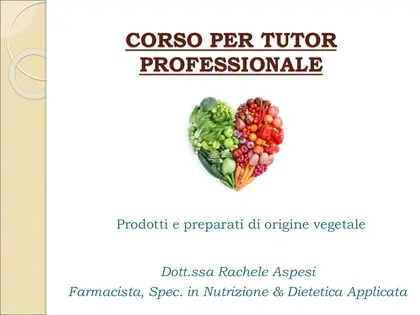 CORSO PER TUTOR
PROFESSIONALE
Prodotti e preparati di origine vegetale
Dott.ssa Rachele Aspesi
Farmacista, Spec. in Nutrizione & Dietetica Applicata